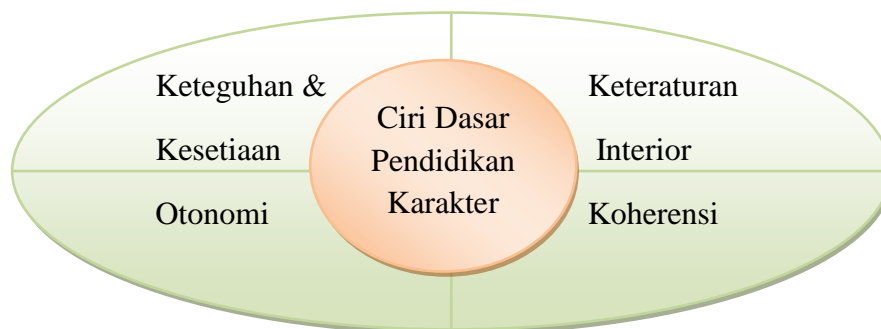 Keteguhan &
Kesetiaan
Otonomi
Ciri Dasar
Pendidikan
Karakter
Keteraturan
Interior
Koherensi